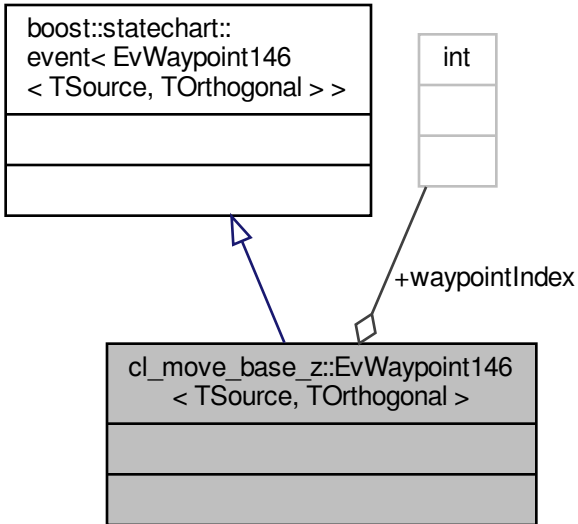 boost::statechart::
event< EvWaypoint146
< TSource, TOrthogonal > >
int
+waypointIndex
cl_move_base_z::EvWaypoint146
< TSource, TOrthogonal >